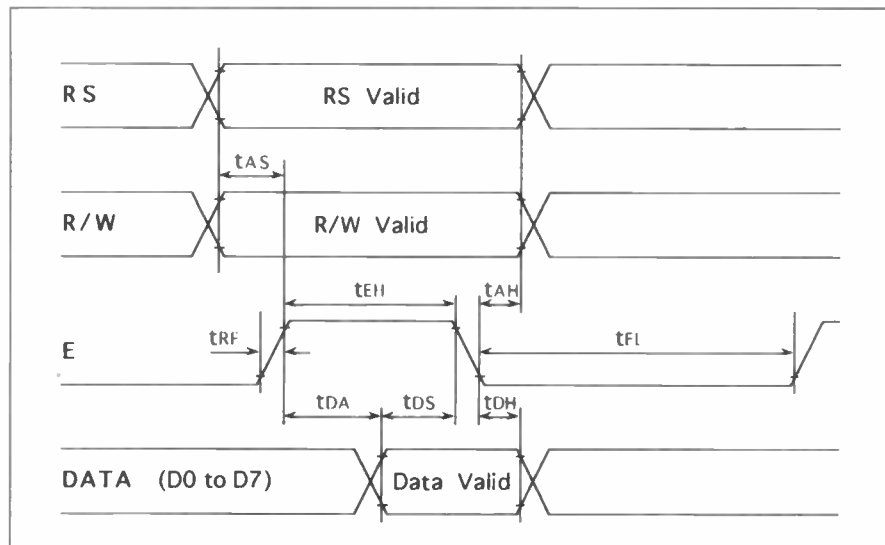 RS
RS Valid
tAS
R/W
R/W Valid
tEH
tAH
E
tRF
tFL
tDA
tDS
tDH
DATA (D0 to D7)
Data Valid